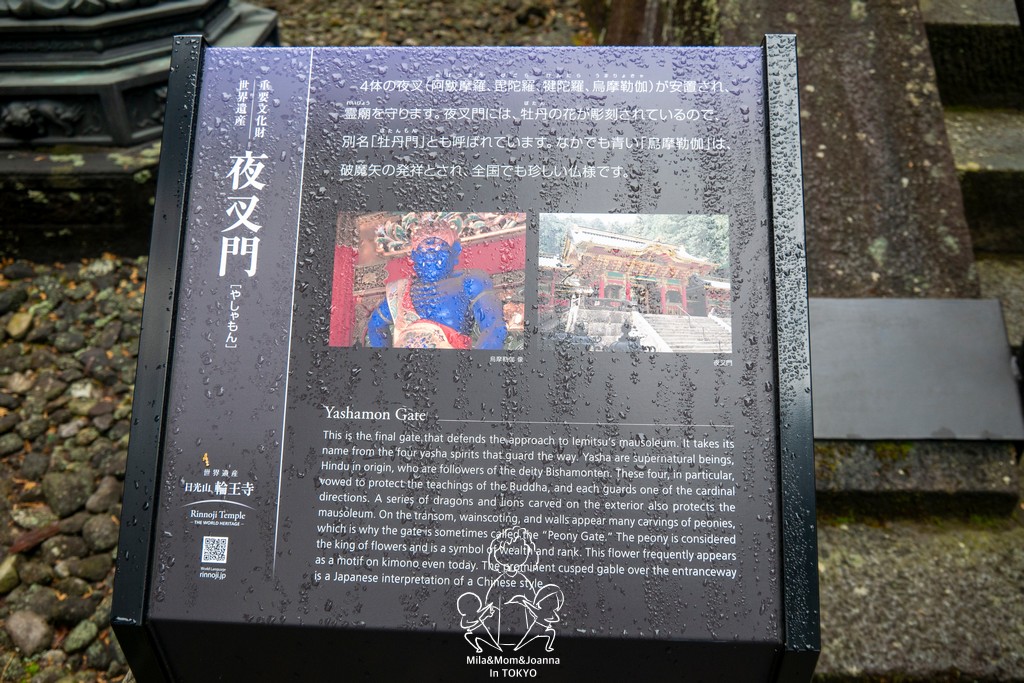 重要文化財
世界遺産
夜叉門
[やしゃもん]
4体の夜叉(阿跋摩羅、毘陀羅、犍陀羅、烏摩勒伽)が安置され、
霊廟を守ります。夜叉門には、牡丹の花が彫刻されているので、
別名「牡丹門」とも呼ばれています。なかでも青い「烏摩勒伽」は、
破魔矢の発祥とされ、全国でも珍しい仏様です。
烏摩勒伽 像
夜叉門
Yashamon Gate
This is the final gate that defends the approach to Iemitsu's mausoleum. It takes its
name from the four yasha spirits that guard the way. Yasha are supernatural beings,
Hindu in origin, who are followers of the deity Bishamonten. These four, in particular,
vowed to protect the teachings of the Buddha, and each guards one of the cardinal
directions. A series of dragons and lions carved on the exterior also protects the
mausoleum. On the transom, wainscoting, and walls appear many carvings of peonies,
which is why the gate is sometimes called the "Peony Gate." The peony is considered
the king of flowers and is a symbol of wealth and rank. This flower frequently appears
as a motif on kimono even today. The prominent cusped gable over the entranceway
is a Japanese interpretation of a Chinese style.
世界遺産
日光山 輪王寺
Rinnoji Temple
- THE WORLD HERITAGE -
rinnoji.jp
Mila&Mom&Joanna
In TOKYO